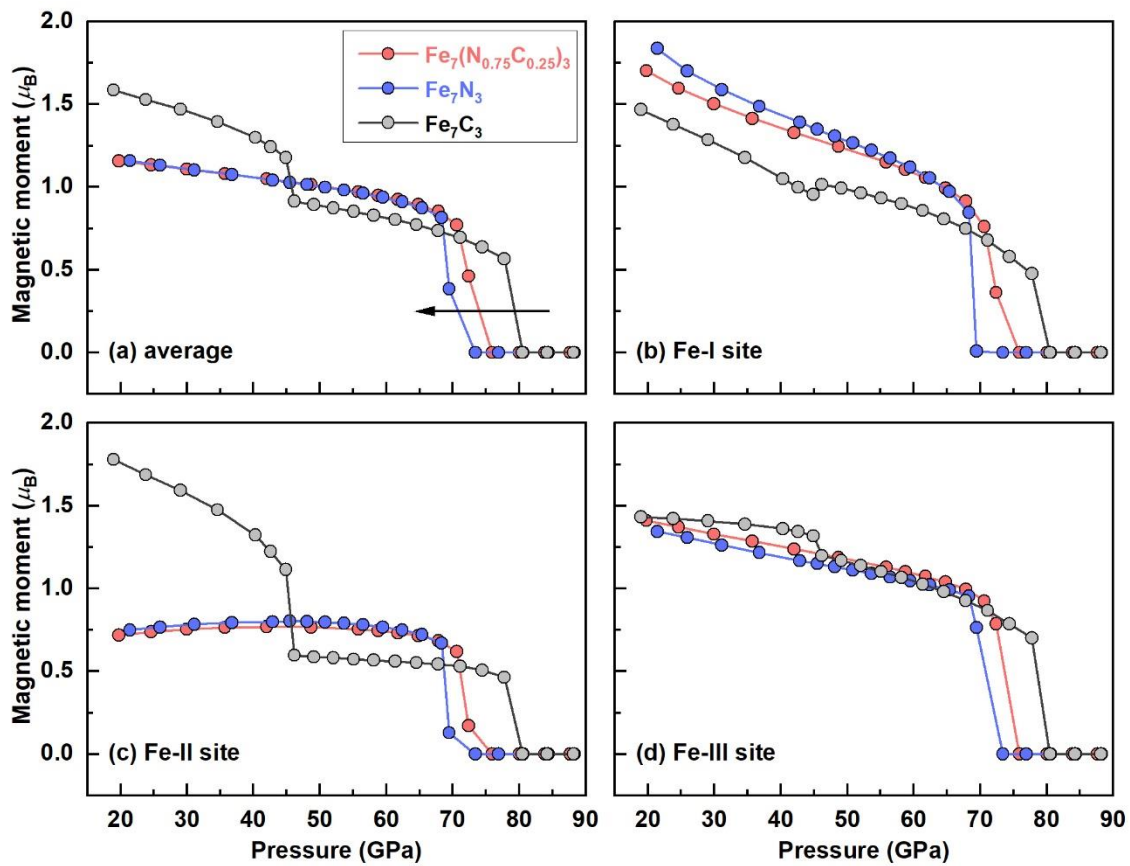 2.0
1.5
1.0
0.5
0.0
Magnetic moment (μB)
Fe7(N0.75C0.25)3
Fe7N3
Fe7C3
(a) average
(b) Fe-I site
2.0
1.5
1.0
0.5
0.0
Magnetic moment (μB)
(c) Fe-II site
(d) Fe-III site
20 30 40 50 60 70 80 90
20 30 40 50 60 70 80 90
Pressure (GPa)
Pressure (GPa)